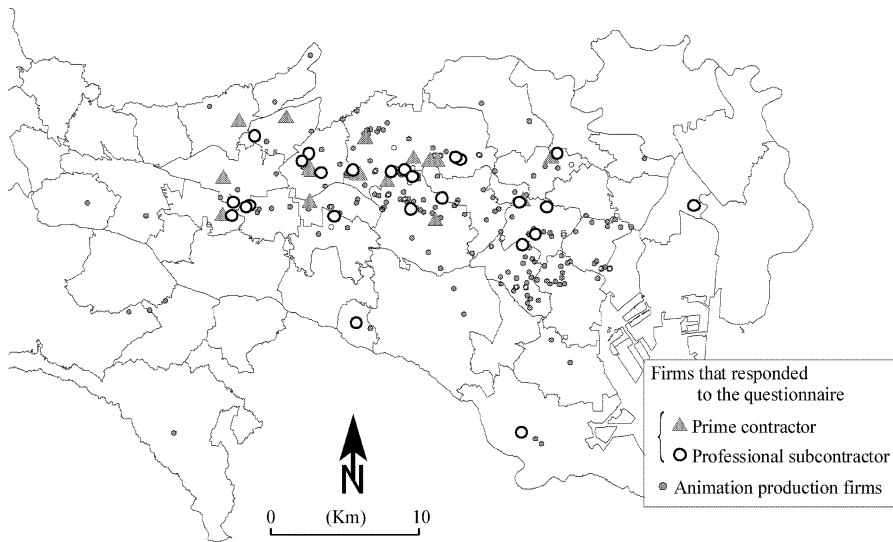 Firms that responded
to the questionnaire
Prime contractor
Professional subcontractor
Animation production firms
N
0 (Km) 10